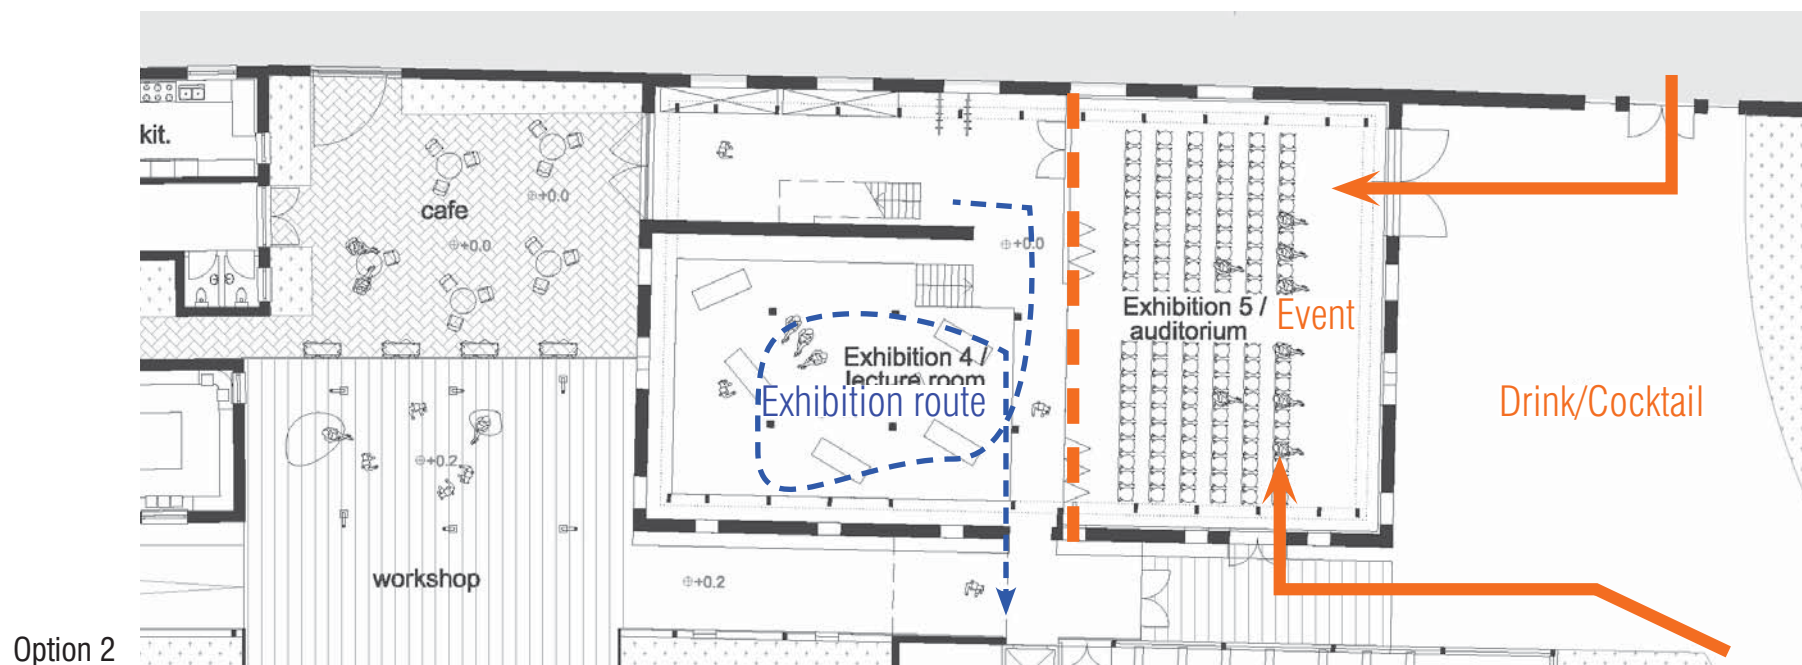 kit.
cafe
+0.0
+0.0
+0.0
Exhibition 5 /
auditorium
Event
Exhibition 4 /
lecture room
Exhibition route
Drink/Cocktail
+0.2
workshop
+0.2
Option 2